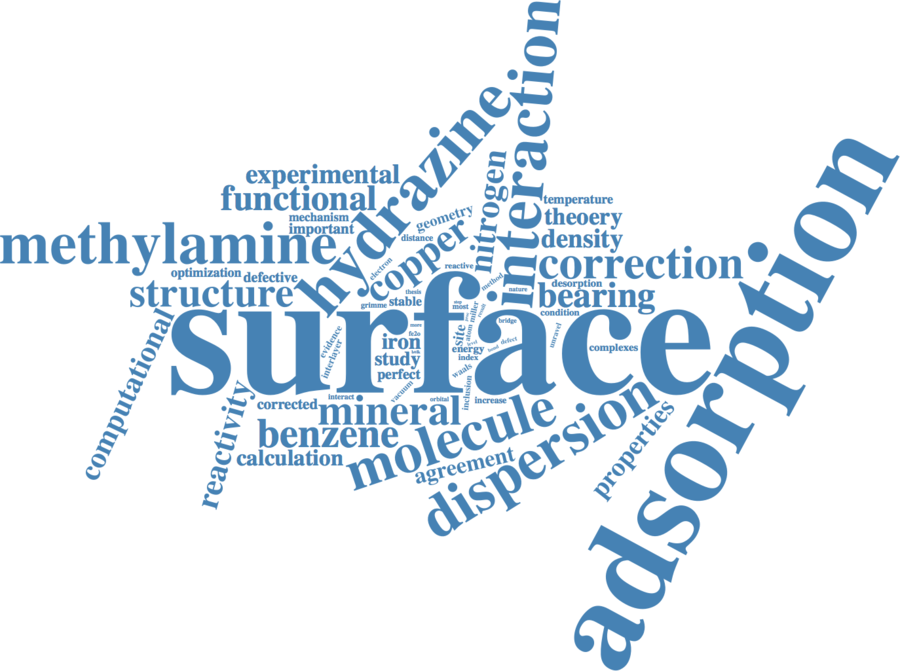 interaction
hydrazine
adsorption
experimental
functional
nitrogen
temperature
mechanism
important
geometry
theoery
methylamine
distance
copper
density
correction
optimization
defective
electron
reactive
method
desorption
structure
thesis
nature
bearing
grimme
stable
most
miller
condition
surface
computational
evidence
interlayer
more
fe2o
iron
site
atom
result
bridge
unravel
study
energy
bond
defect
complexes
perfect
index
waals
reactivity
vacuum
inclusion
interact
orbital
increase
corrected
mineral
benzene
molecule
dispersion
properties
calculation
agreement